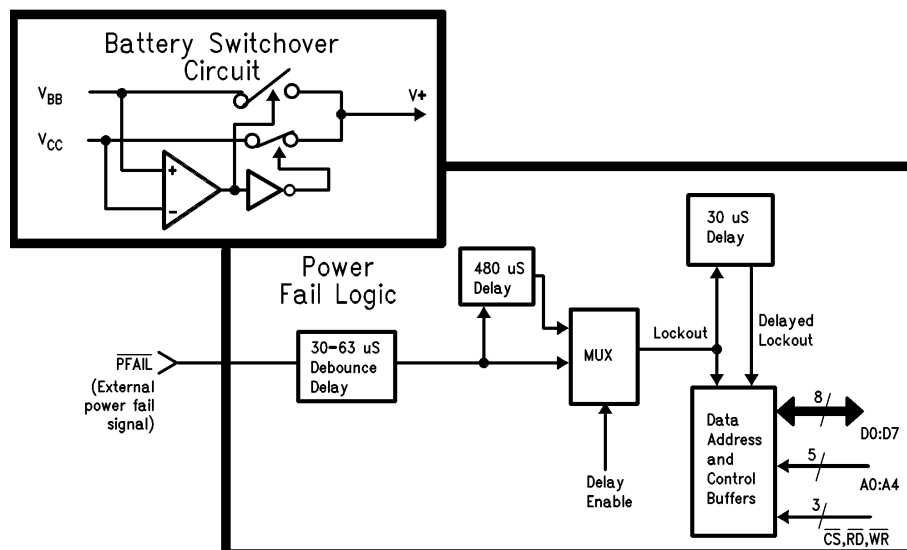 Battery Switchover
Circuit
VBB
VCC
V+
+
−
Power
Fail Logic
30 uS
Delay
480 uS
Delay
30-63 uS
Debounce
Delay
MUX
Lockout
Delayed
Lockout
PFAIL
(External
power fail
signal)
Delay
Enable
Data
Address
and
Control
Buffers
8
D0:D7
5
A0:A4
3
CS,RD,WR